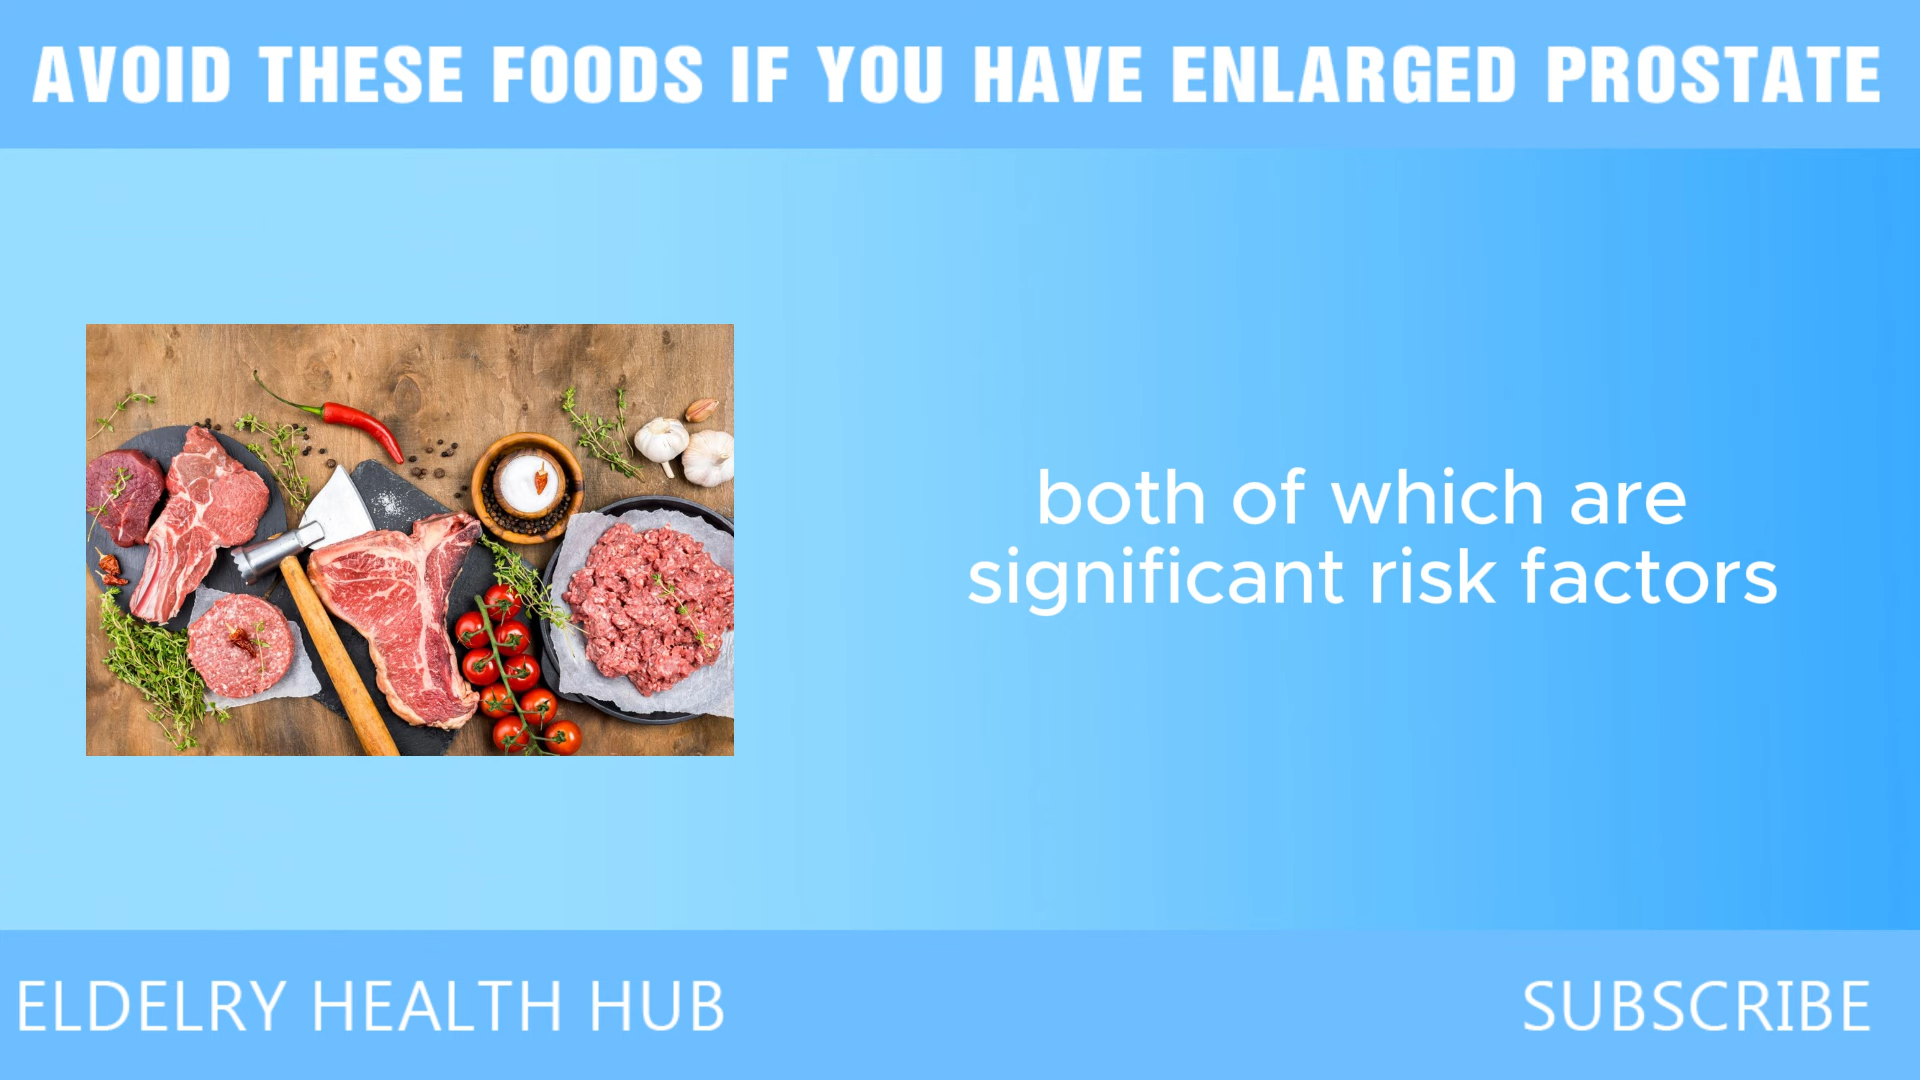 AVOID THESE FOODS IF YOU HAVE ENLARGED PROSTATE
both of which are
significant risk factors
ELDELRY HEALTH HUB
SUBSCRIBE